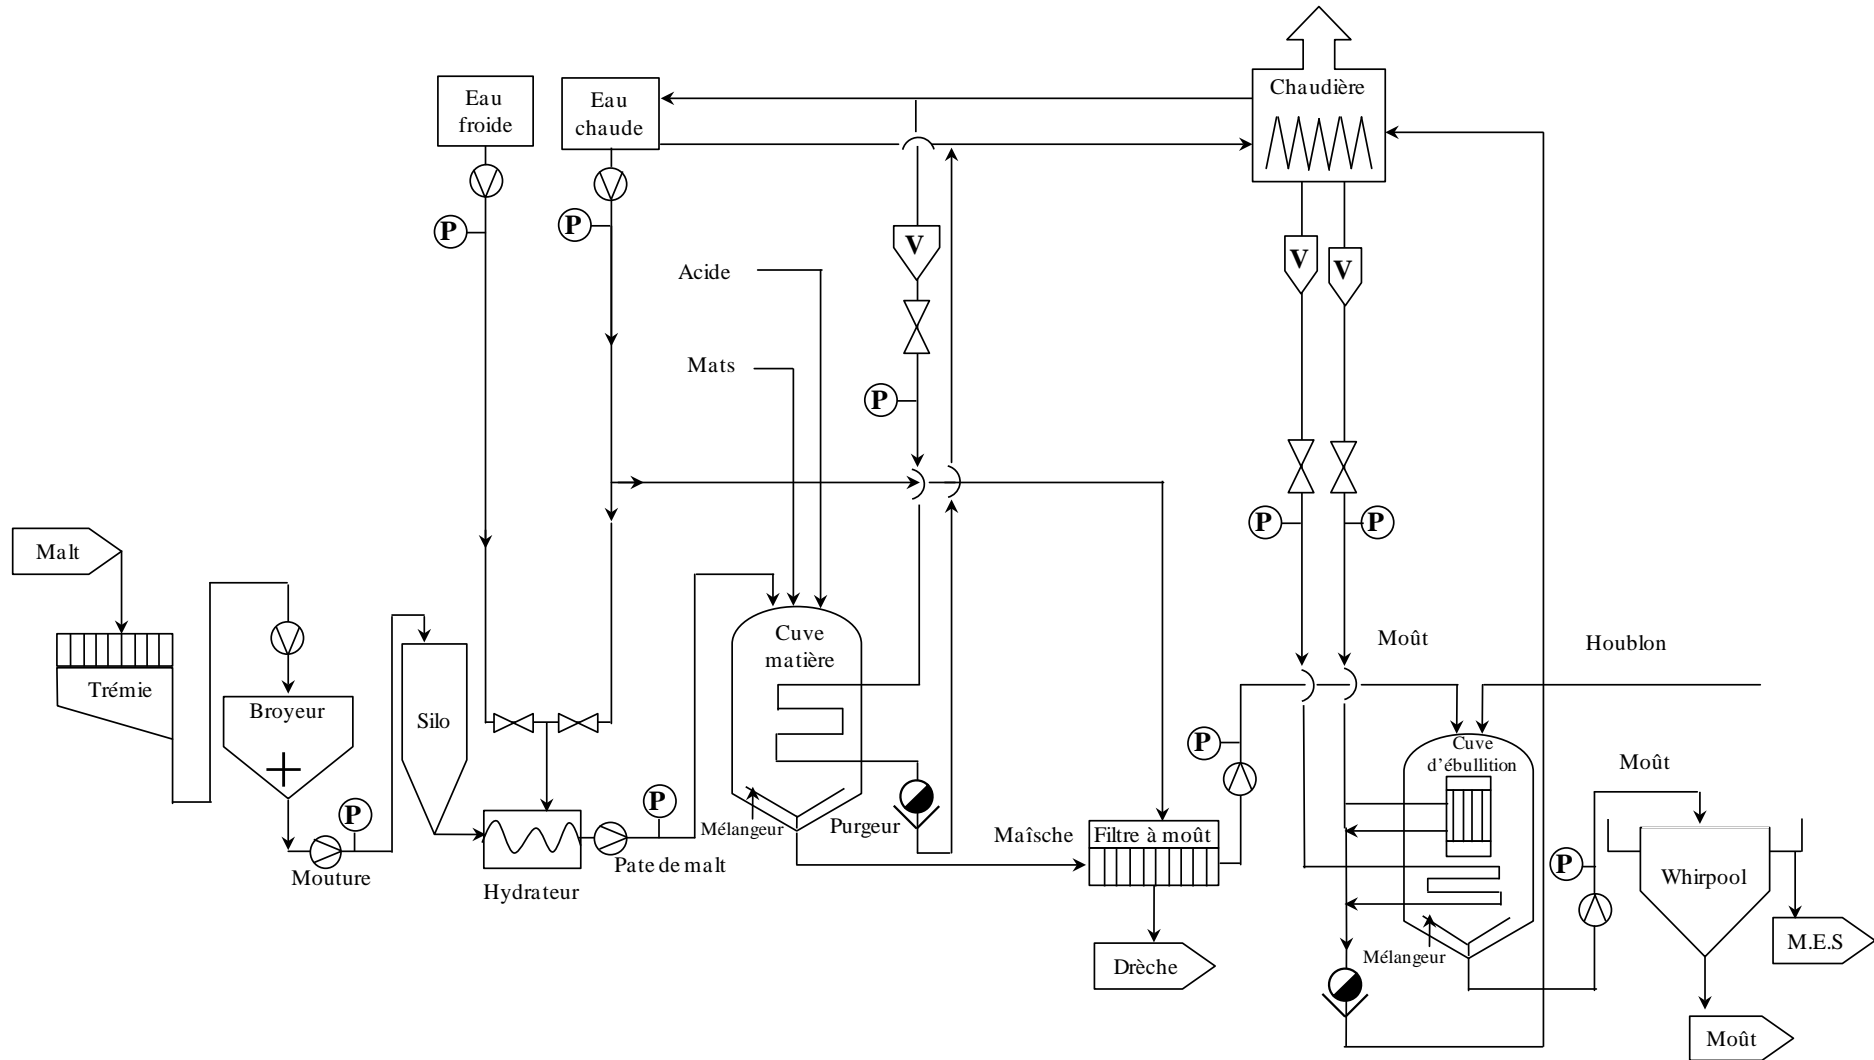 Chaudière
Eau
froide
Eau
chaude
P
P
V
V
V
Acide
Mats
P
P
P
Malt
Trémie
Broyeur
Silo
Cuve
matière
Moût
Houblon
P
Cuve
d'ébullition
Moût
P
P
Mélangeur
Purgeur
Maîsche
Filtre à moût
P
Mouture
Hydrateur
Pate de malt
Whirpool
Drèche
Mélangeur
M.E.S
Moût